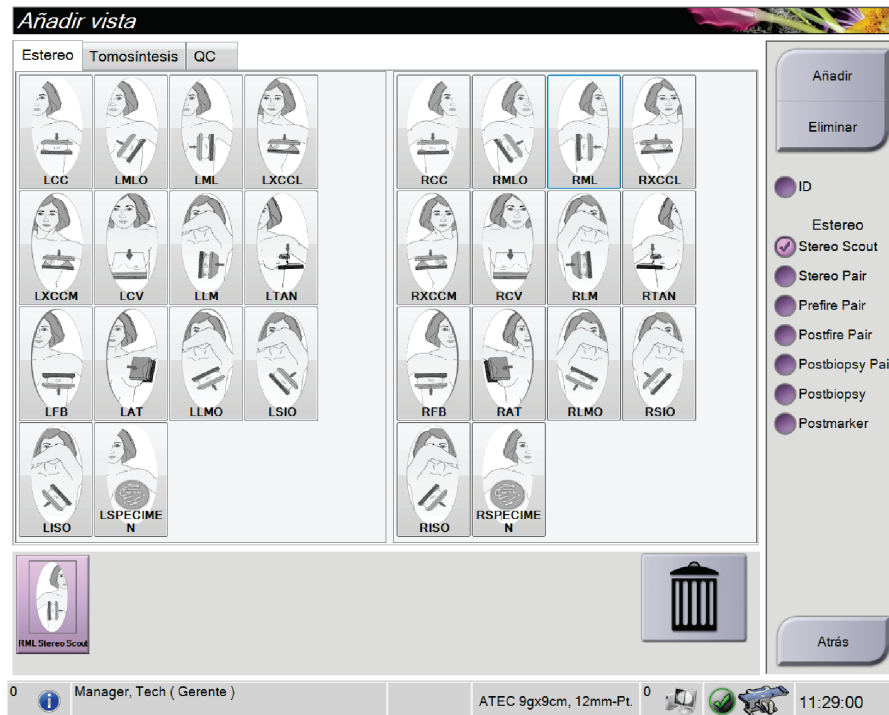 Añadir vista
Estereo Tomosíntesis QC
LCC LMLO LML LXCCL
RCC RMLO RML RXCCL
LXCCM LCV LLM LTAN
RXCCM RCV RLM RTAN
LFB LAT LLMO LSIO
RFB RAT RLMO RSIO
LISO LSPECIME
N
RISO RSPECIME
N
Añadir
Eliminar
ID
Estereo
Stereo Scout
Stereo Pair
Prefire Pair
Postfire Pair
Postbiopsy Pai
Postbiopsy
Postmarker
RML Stereo Scout
Atrás
0 Manager, Tech ( Gerente ) ATEC 9gx9cm, 12mm-Pt. 0 11:29:00